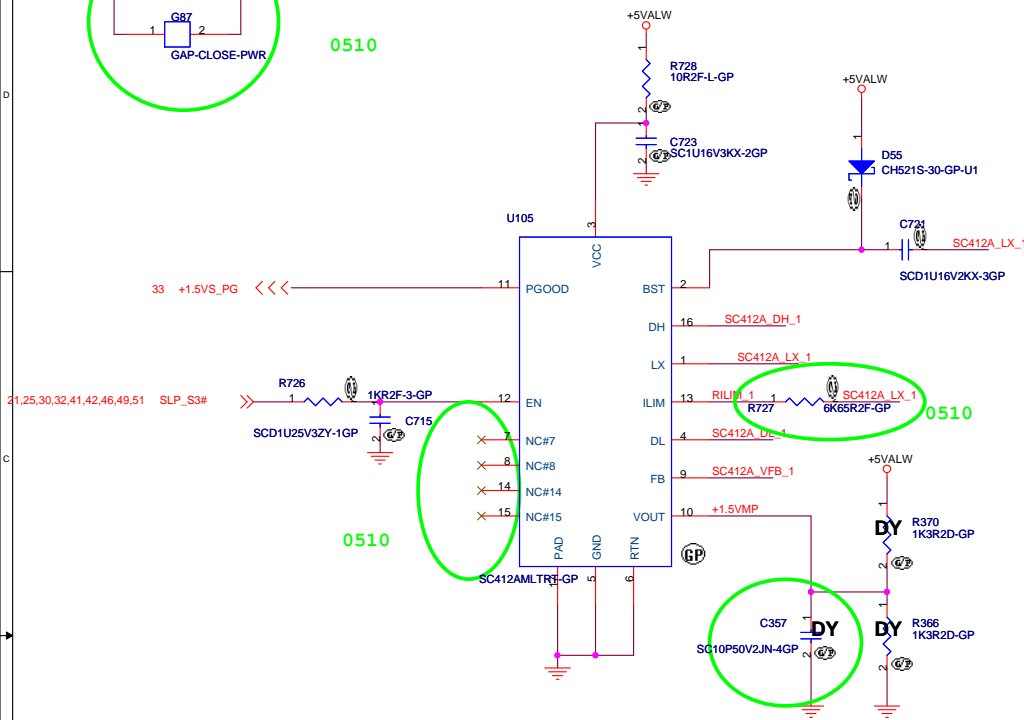 G87
1 2
GAP-CLOSE-PWR
0510
+5VALW
1
R728
10R2F-L-GP
2
1
C723
SC1U16V3KX-2GP
2
+5VALW
1
D55
CH521S-30-GP-U1
C721
1
SC412A_LX_1
SCD1U16V2KX-3GP
D
U105
3
VCC
33 +1.5VS_PG
11 PGOOD
BST 2
DH 16 SC412A_DH_1
LX 1 SC412A_LX_1
21,25,30,32,41,42,46,49,51 SLP_S3#
R726
1
1KR2F-3-GP
12 EN
ILIM 13 RILIM_1
1
SC412A_LX_1
R727 6K65R2F-GP
0510
1
C715
2
SCD1U25V3ZY-1GP
7 NC#7
DL 4 SC412A_DL_1
C
8 NC#8
FB 9 SC412A_VFB_1
14 NC#14
15 NC#15
VOUT 10 +1.5VMP
0510
PAD
GND
RTN
GP
SC412AMLTRT-GP
5
6
+5VALW
1
DY
R370
1K3R2D-GP
2
C357
1
DY
SC10P50V2JN-4GP
2
1
DY
R366
1K3R2D-GP
2